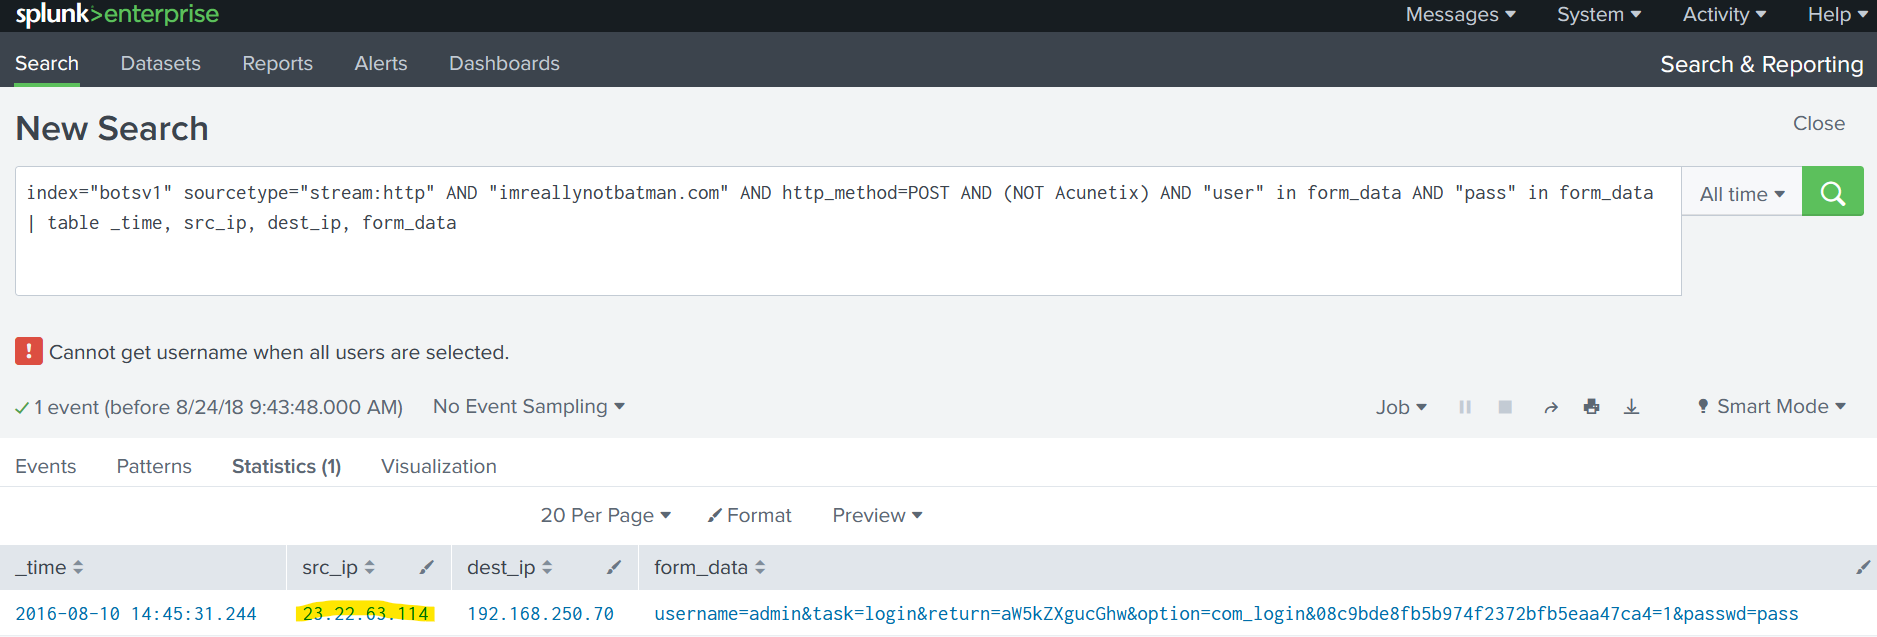 splunk>enterprise Messages System Activity Help
Search Datasets Reports Alerts Dashboards Search & Reporting
New Search Close
index="botsv1" sourcetype="stream:http" AND "imreallynotbatman.com" AND http_method=POST AND (NOT Acunetix) AND "user" in form_data AND "pass" in form_data All time
| table _time, src_ip, dest_ip, form_data
! Cannot get username when all users are selected.
1 event (before 8/24/18 9:43:48.000 AM) No Event Sampling Job Smart Mode
Events Patterns Statistics (1) Visualization
20 Per Page Format Preview
_time src_ip dest_ip form_data
2016-08-10 14:45:31.244 23.22.63.114 192.168.250.70 username=admin&task=login&return=aW5kZXgucGhw&option=com_login&08c9bde8fb5b974f2372bfb5eaa47ca4=1&passwd=pass